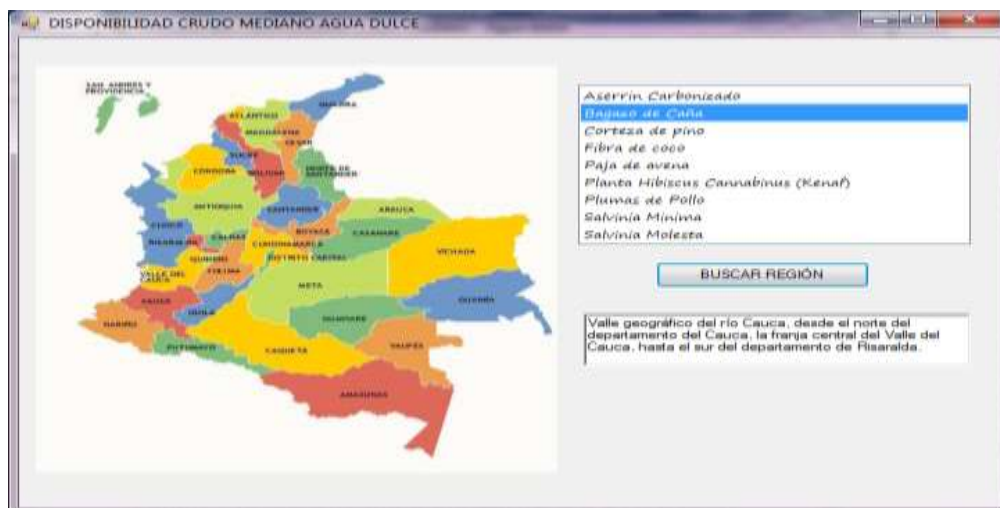 DISPONIBILIDAD CRUDO MEDIANO AGUA DULCE
SAN ANDRES Y
PROVIDENCIA
GUAJIRA
ATLANTICO
MAGDALENA
CESAR
SUCRE
NORTE DE
SANTANDER
CORDOBA
BOLIVAR
ANTIOQUIA
SANTANDER
ARAUCA
CHOCO
BOYACA
CASANARE
RISARALDA
CALDAS
CUNDINAMARCA
VICHADA
DISTRITO CAPITAL
QUINDIO
VALLE DEL
CAUCA
TOLIMA
META
CAUCA
HUILA
GUAINIA
NARIÑO
GUAVIARE
PUTUMAYO
CAQUETA
VAUPES
AMAZONAS
Aserrin Carbonizado
Bagazo de Caña
Corteza de pino
Fibra de coco
Paja de avena
Planta Hibiscus Cannabinus (Kenaf)
Plumas de Pollo
Salvinia Minima
Salvinia Molesta
BUSCAR REGIÓN
Valle geográfico del río Cauca, desde el norte del
departamento del Cauca, la franja central del Valle del
Cauca, hasta el sur del departamento de Risaralda.